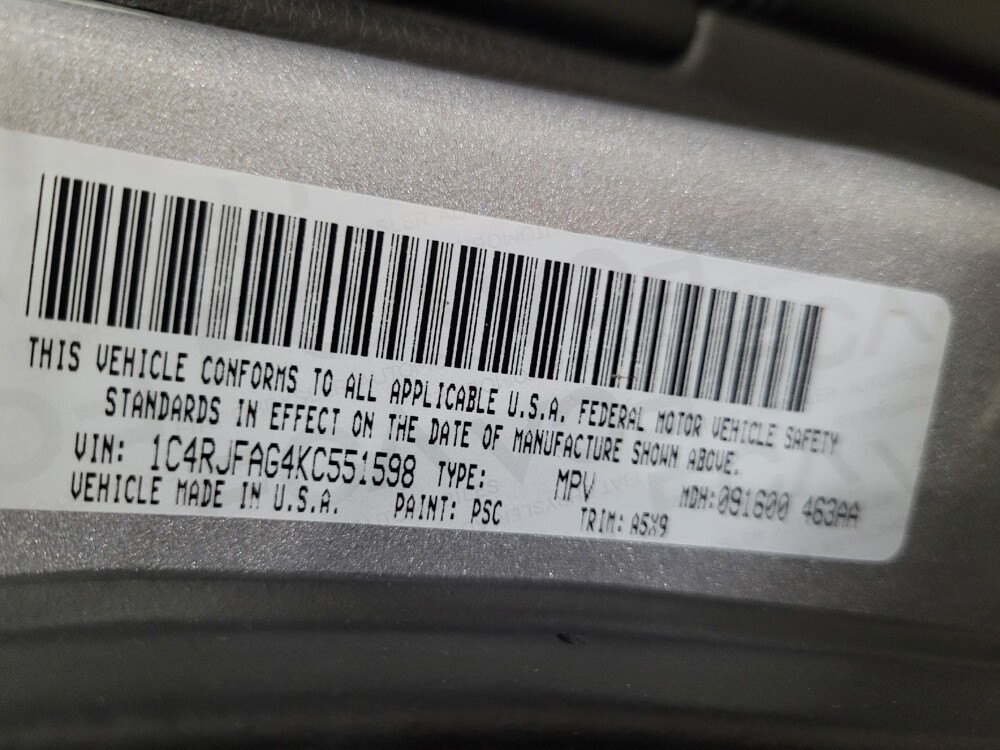 THIS VEHICLE CONFORMS TO ALL APPLICABLE U.S.A. FEDERAL MOTOR VEHICLE SAFETY
STANDARDS IN EFFECT ON THE DATE OF MANUFACTURE SHOWN ABOVE.
VIN: 1C4RJFAG4KC551598 TYPE: MPV MDH:091600 463AA
VEHICLE MADE IN U.S.A. PAINT: PSC TRIM: A5X9